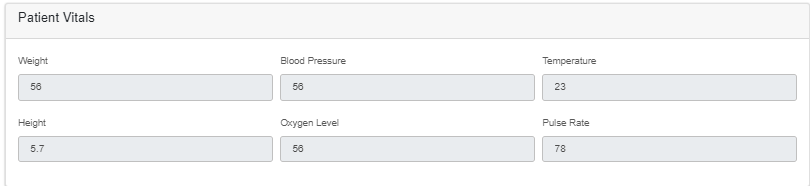 Patient Vitals
Weight Blood Pressure Temperature
56 56 23
Height Oxygen Level Pulse Rate
5.7 56 78